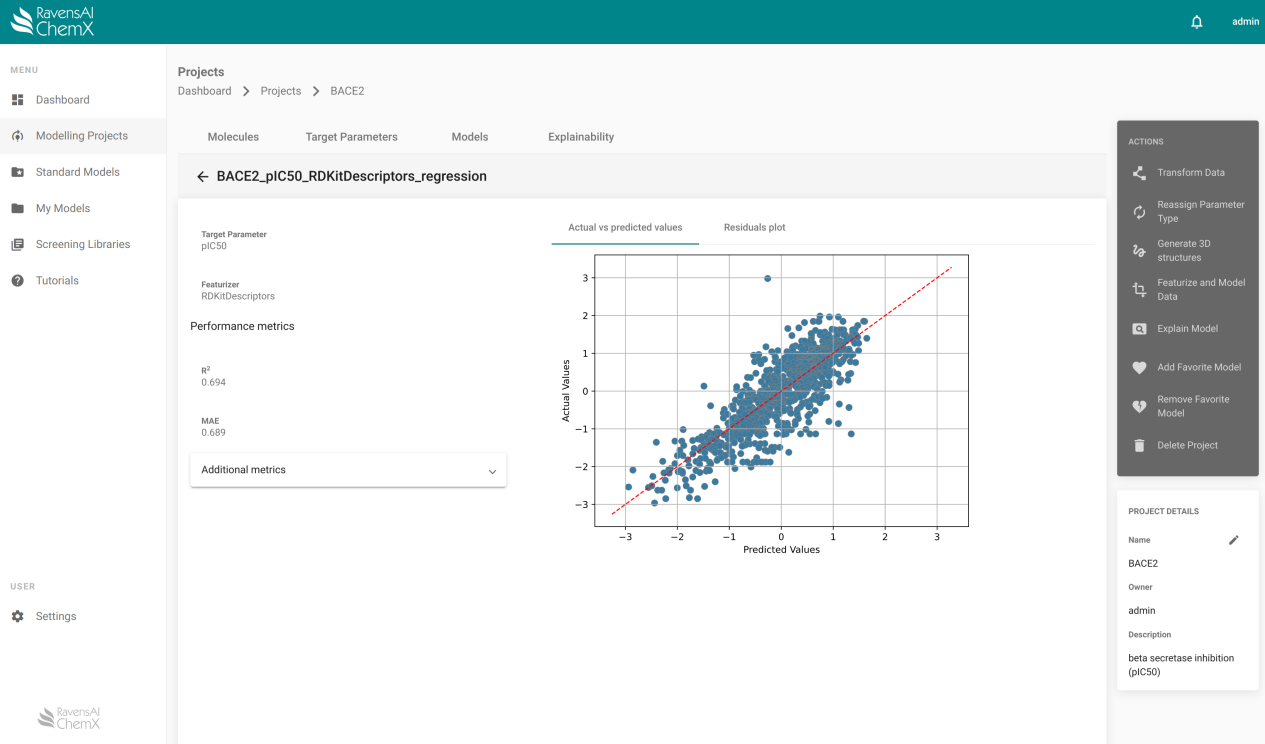 RavensAI
ChemX
admin
MENU
Dashboard
Modelling Projects
Standard Models
My Models
Screening Libraries
Tutorials
USER
Settings
RavensAI
ChemX
Projects
Dashboard > Projects > BACE2
Molecules Target Parameters Models Explainability
← BACE2_pIC50_RDKitDescriptors_regression
Target Parameter
pIC50
Featurizer
RDKitDescriptors
Performance metrics
R²
0.694
MAE
0.689
Additional metrics
Actual vs predicted values Residuals plot
3
2
1
0
−1
−2
−3
Actual Values
−3 −2 −1 0 1 2 3
Predicted Values
ACTIONS
Transform Data
Reassign Parameter
Type
Generate 3D
structures
Featurize and Model
Data
Explain Model
Add Favorite Model
Remove Favorite
Model
Delete Project
PROJECT DETAILS
Name
BACE2
Owner
admin
Description
beta secretase inhibition
(pIC50)